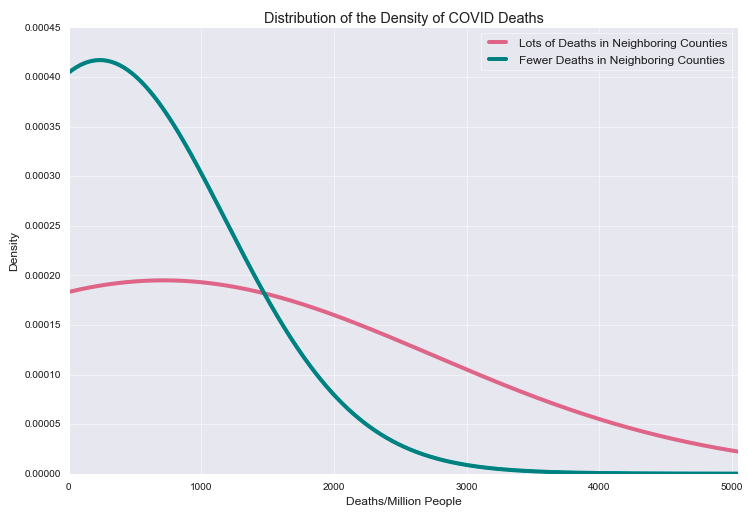 Distribution of the Density of COVID Deaths
Lots of Deaths in Neighboring Counties
Fewer Deaths in Neighboring Counties
0.00045
0.00040
0.00035
0.00030
0.00025
0.00020
0.00015
0.00010
0.00005
0.00000
Density
0 1000 2000 3000 4000 5000
Deaths/Million People